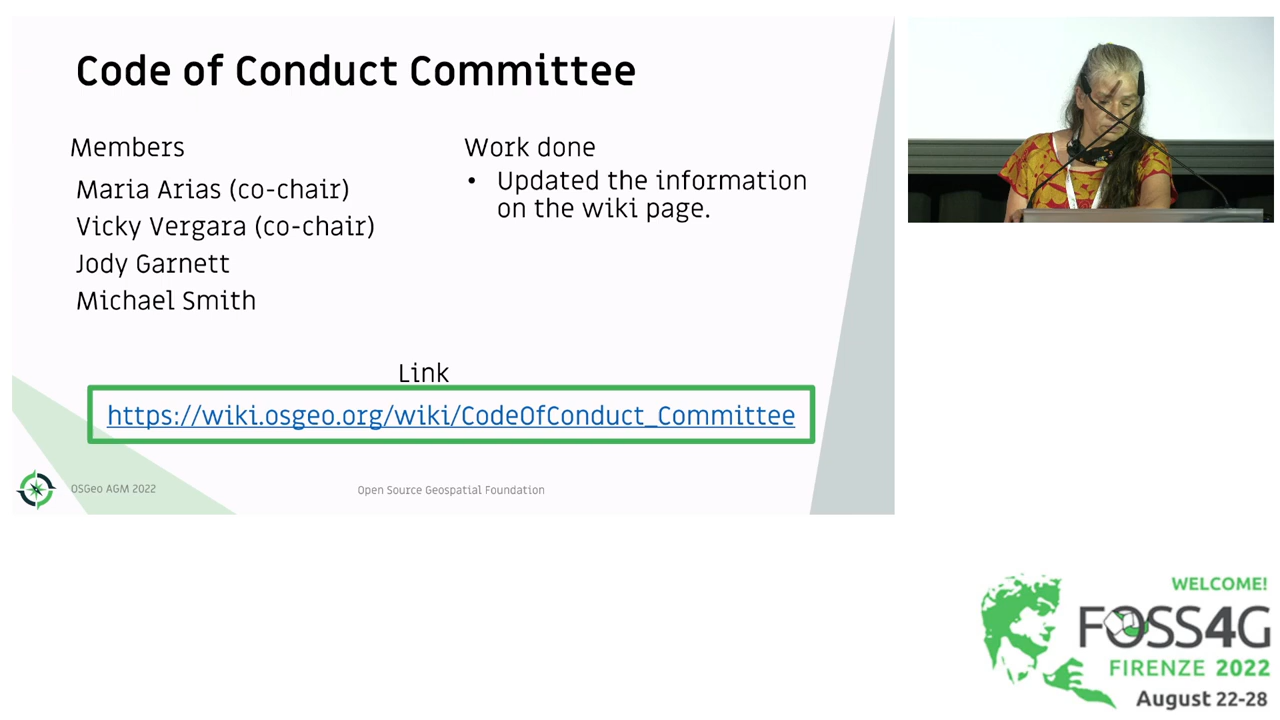 Code of Conduct Committee
Members
Maria Arias (co-chair)
Vicky Vergara (co-chair)
Jody Garnett
Michael Smith
Work done
• Updated the information
on the wiki page.
Link
https://wiki.osgeo.org/wiki/CodeOfConduct_Committee
OSGeo AGM 2022
Open Source Geospatial Foundation
WELCOME!
FOSS4G
FIRENZE 2022
August 22-28